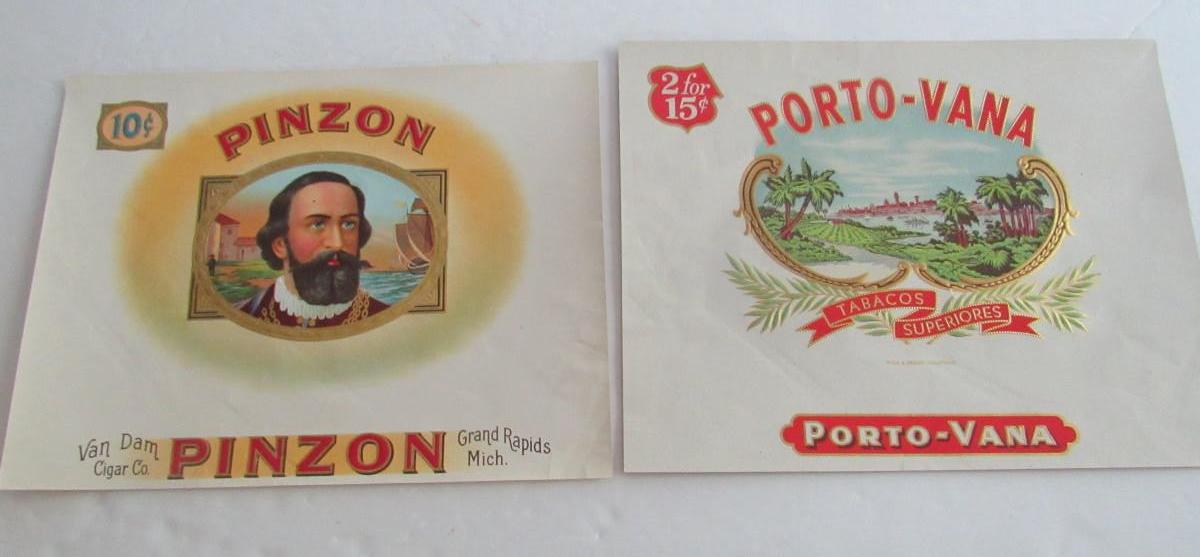 10¢
PINZON
Van Dam
Cigar Co.
PINZON
Grand Rapids
Mich.
2 for
15¢
PORTO-VANA
TABACOS
SUPERIORES
PORTO-VANA